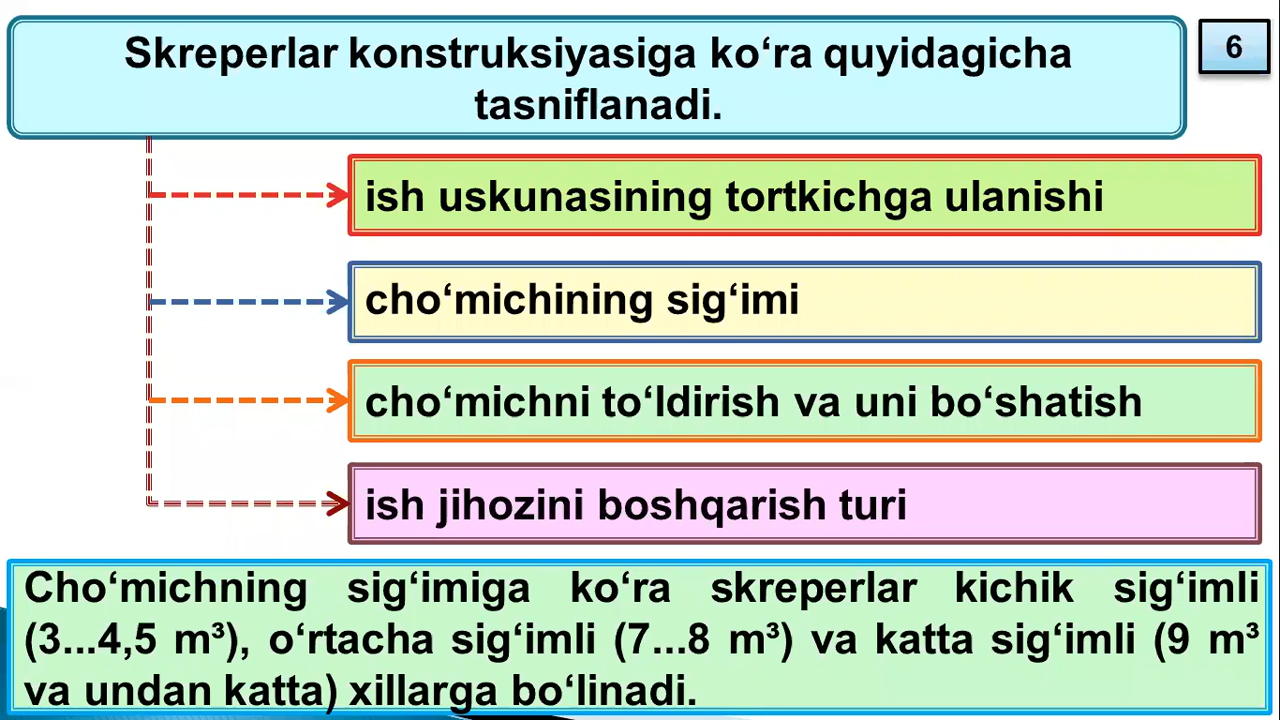 Skreperlar konstruksiyasiga ko‘ra quyidagicha
tasniflanadi.
6
ish uskunasining tortkichga ulanishi
cho‘michining sig‘imi
cho‘michni to‘ldirish va uni bo‘shatish
ish jihozini boshqarish turi
Cho‘michning sig‘imiga ko‘ra skreperlar kichik sig‘imli
(3...4,5 m³), o‘rtacha sig‘imli (7...8 m³) va katta sig‘imli (9 m³
va undan katta) xillarga bo‘linadi.